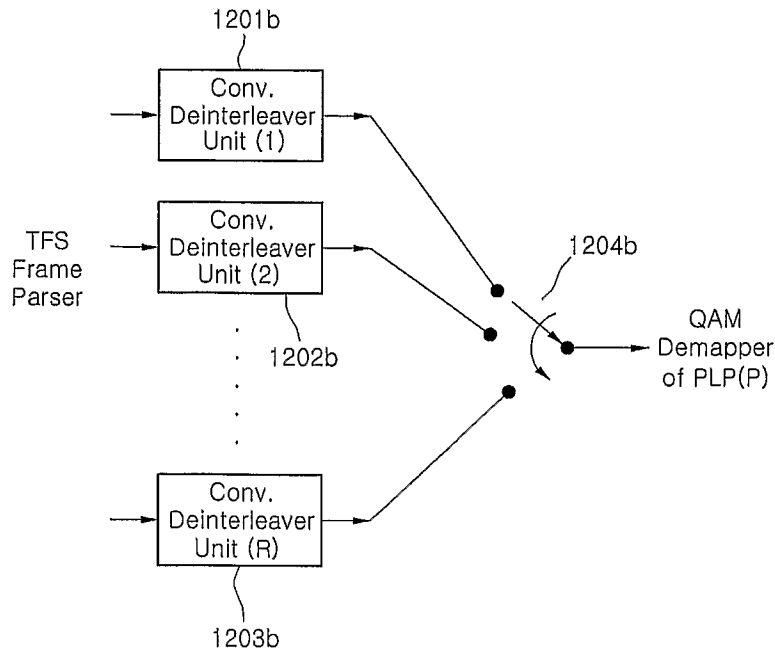 1201b
Conv.
Deinterleaver
Unit (1)
TFS
Frame
Parser
Conv.
Deinterleaver
Unit (2)
1202b
1204b
QAM
Demapper
of PLP(P)
Conv.
Deinterleaver
Unit (R)
1203b